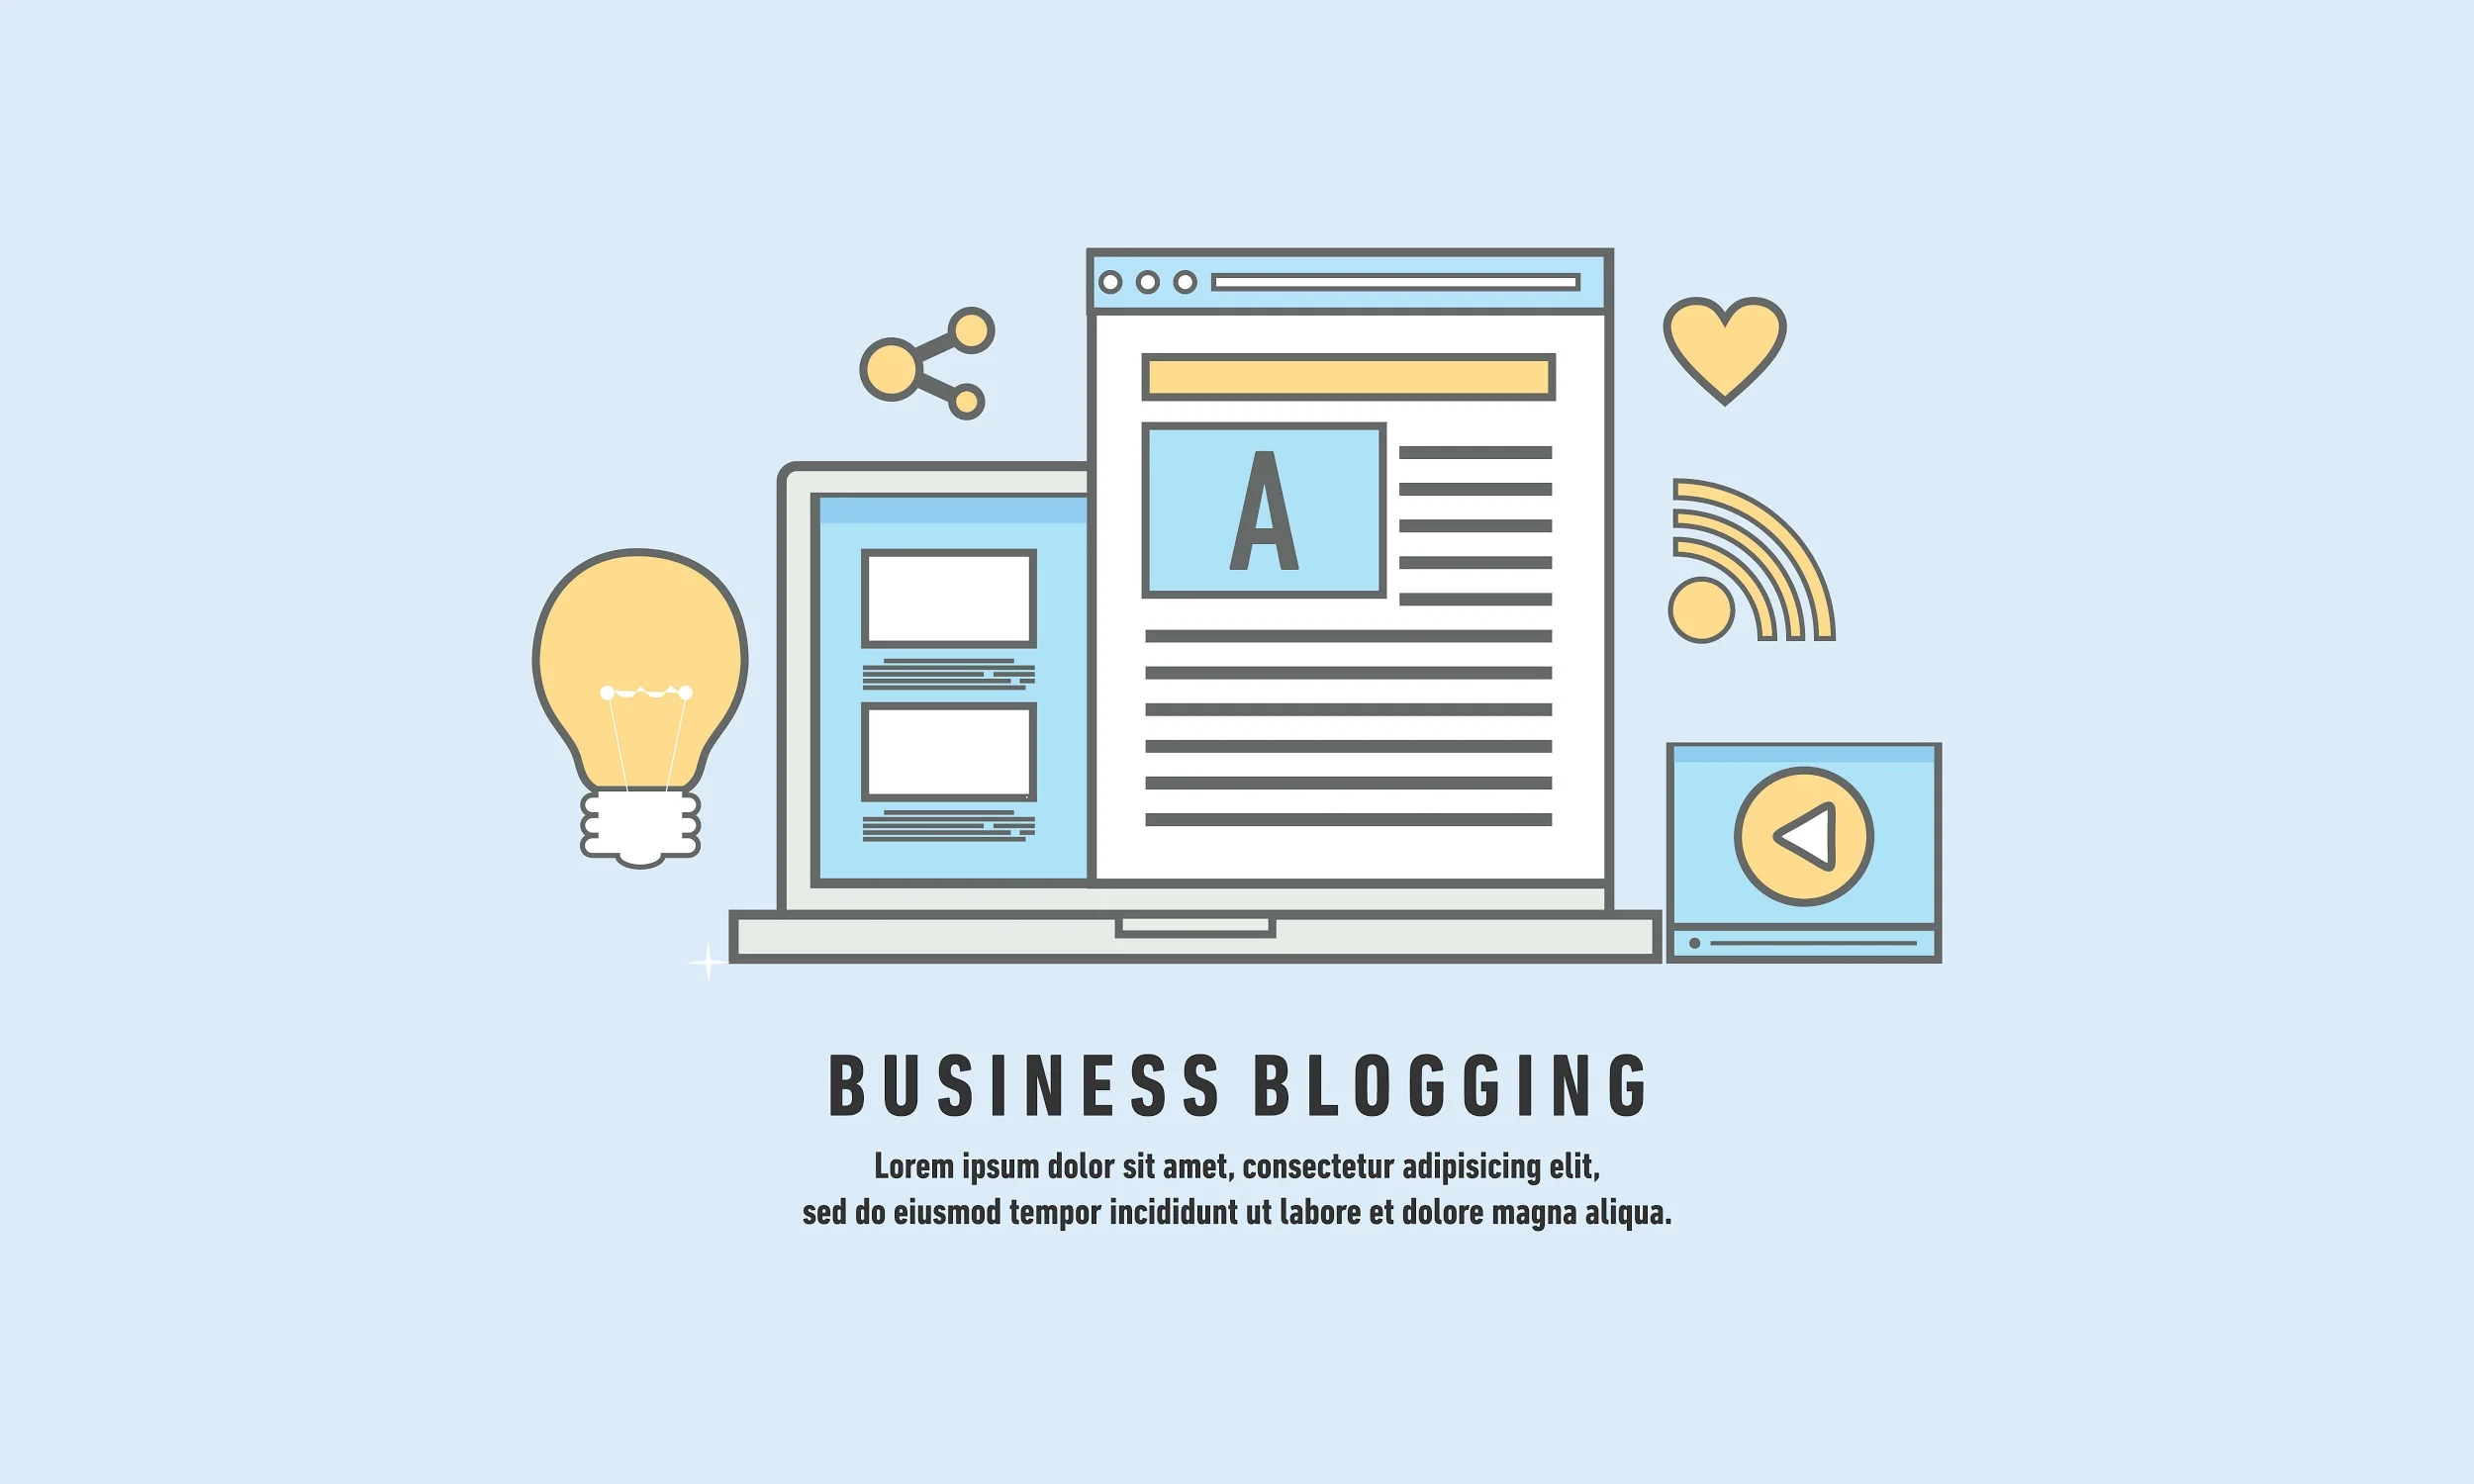 A
BUSINESS BLOGGING
Lorem ipsum dolor sit amet, consectetur adipisicing elit,
sed do eiusmod tempor incididunt ut labore et dolore magna aliqua.